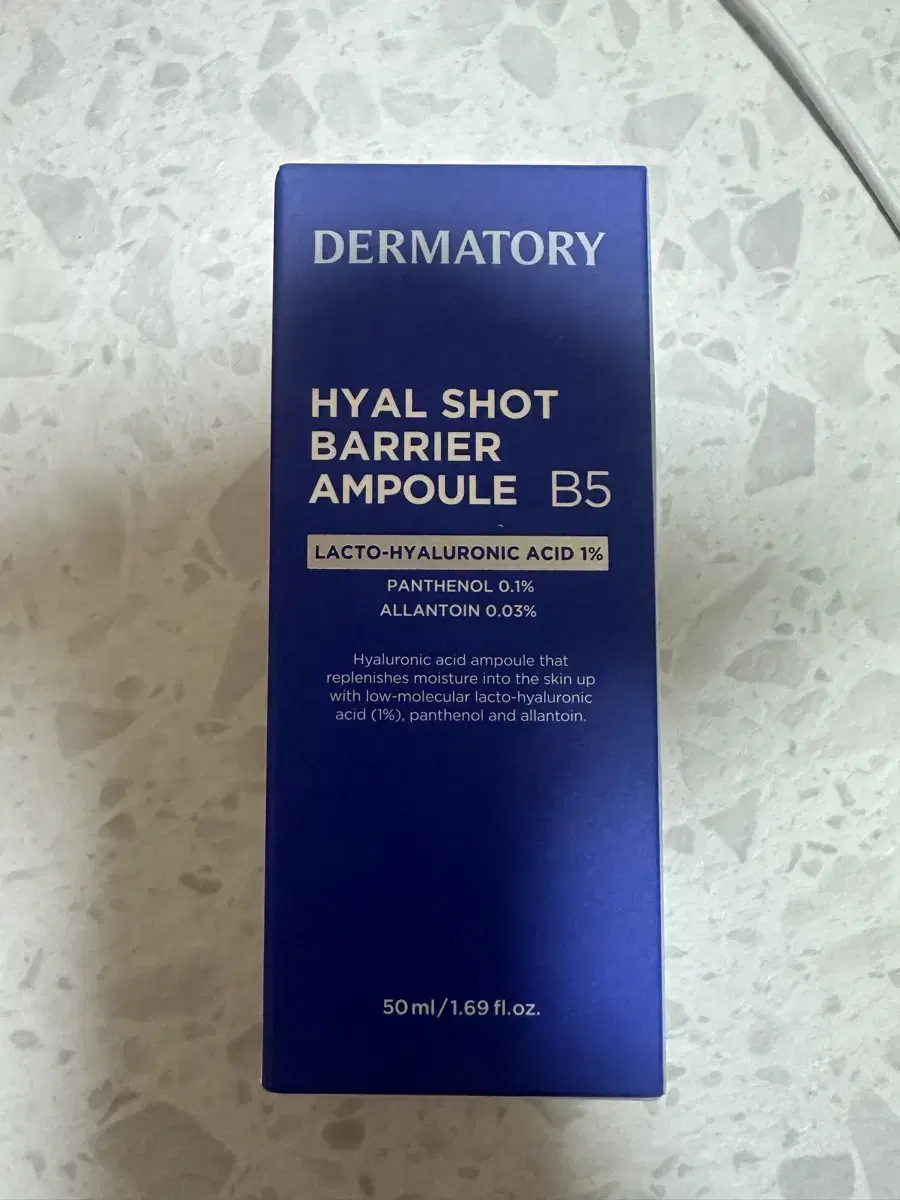 DERMATORY
HYAL SHOT
BARRIER
AMPOULE B5
LACTO-HYALURONIC ACID 1%
PANTHENOL 0.1%
ALLANTOIN 0.03%
Hyaluronic acid ampoule that
replenishes moisture into the skin up
with low-molecular lacto-hyaluronic
acid (1%), panthenol and allantoin.
50 ml/1.69 fl.oz.